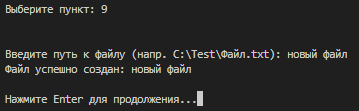 Выберите пункт: 9
Введите путь к файлу (напр. C:\Test\Файл.txt): новый файл
Файл успешно создан: новый файл
Нажмите Enter для продолжения...